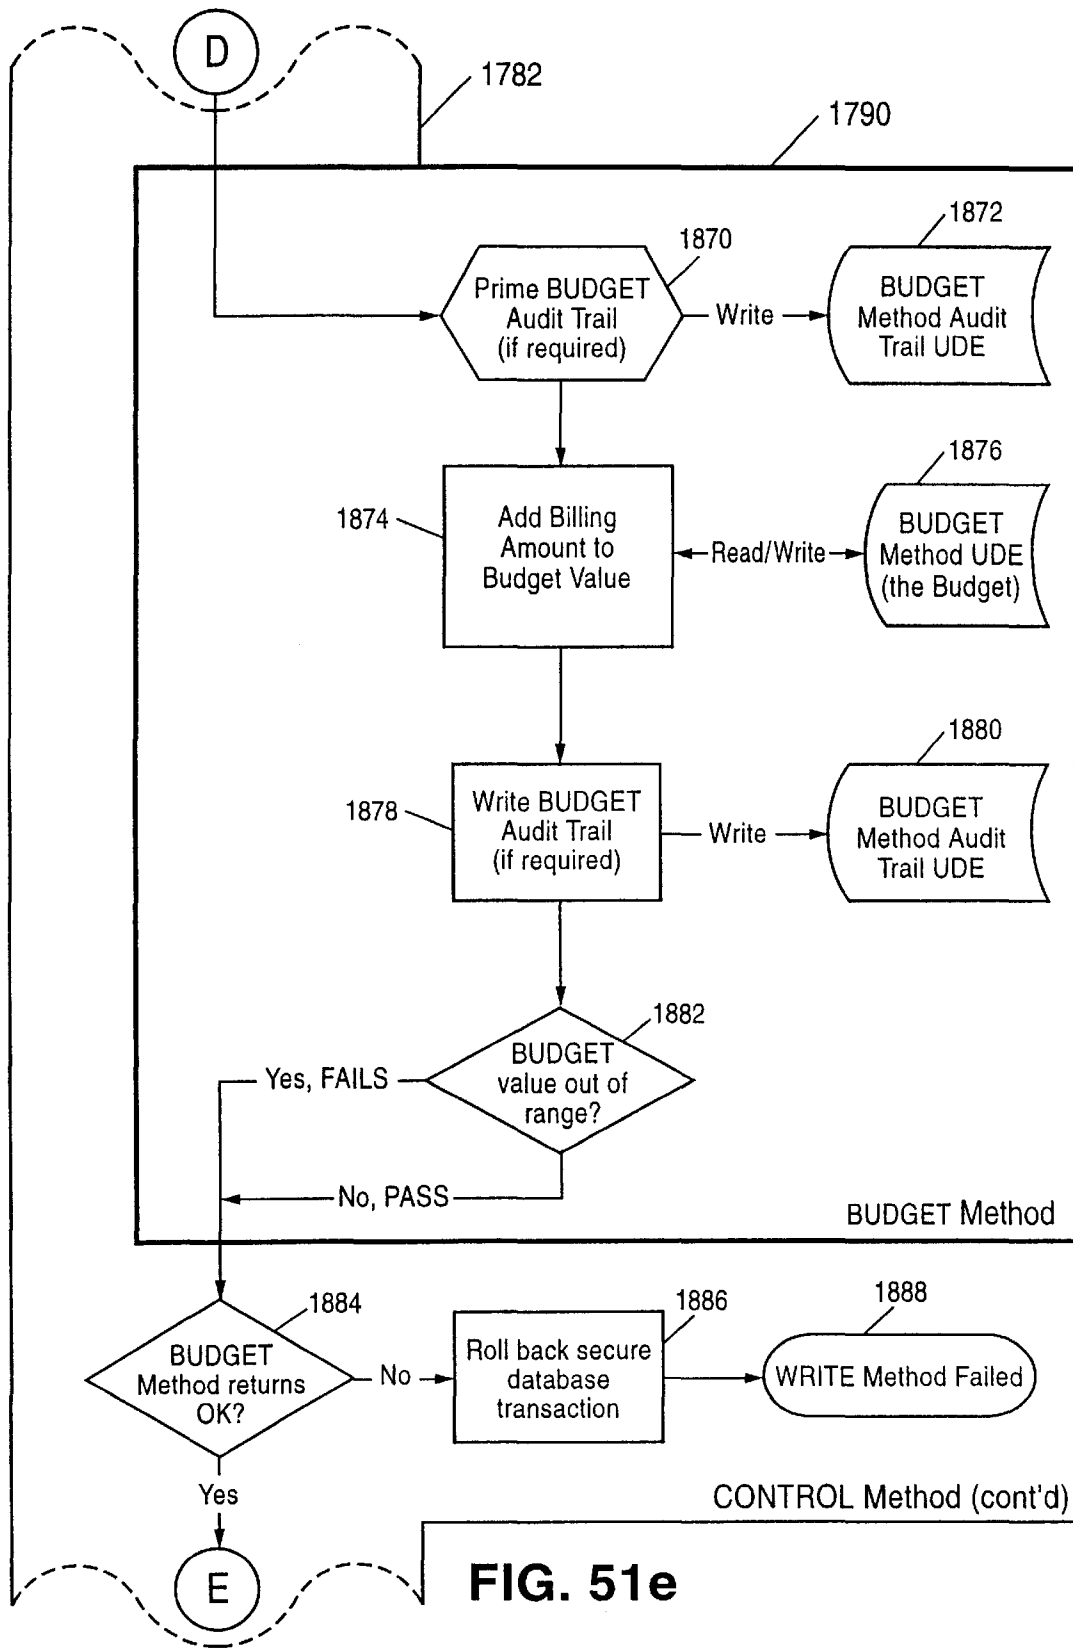 D
1782
1790
1872
1870
Prime BUDGET
Audit Trail
(if required)
Write
BUDGET
Method Audit
Trail UDE
1876
1874
Add Billing
Amount to
Budget Value
Read/Write
BUDGET
Method UDE
(the Budget)
1880
1878
Write BUDGET
Audit Trail
(if required)
Write
BUDGET
Method Audit
Trail UDE
1882
BUDGET
value out of
range?
Yes, FAILS
No, PASS
BUDGET Method
1884
BUDGET
Method returns
OK?
No
1886
Roll back secure
database
transaction
1888
WRITE Method Failed
Yes
CONTROL Method (cont'd)
E
FIG. 51e